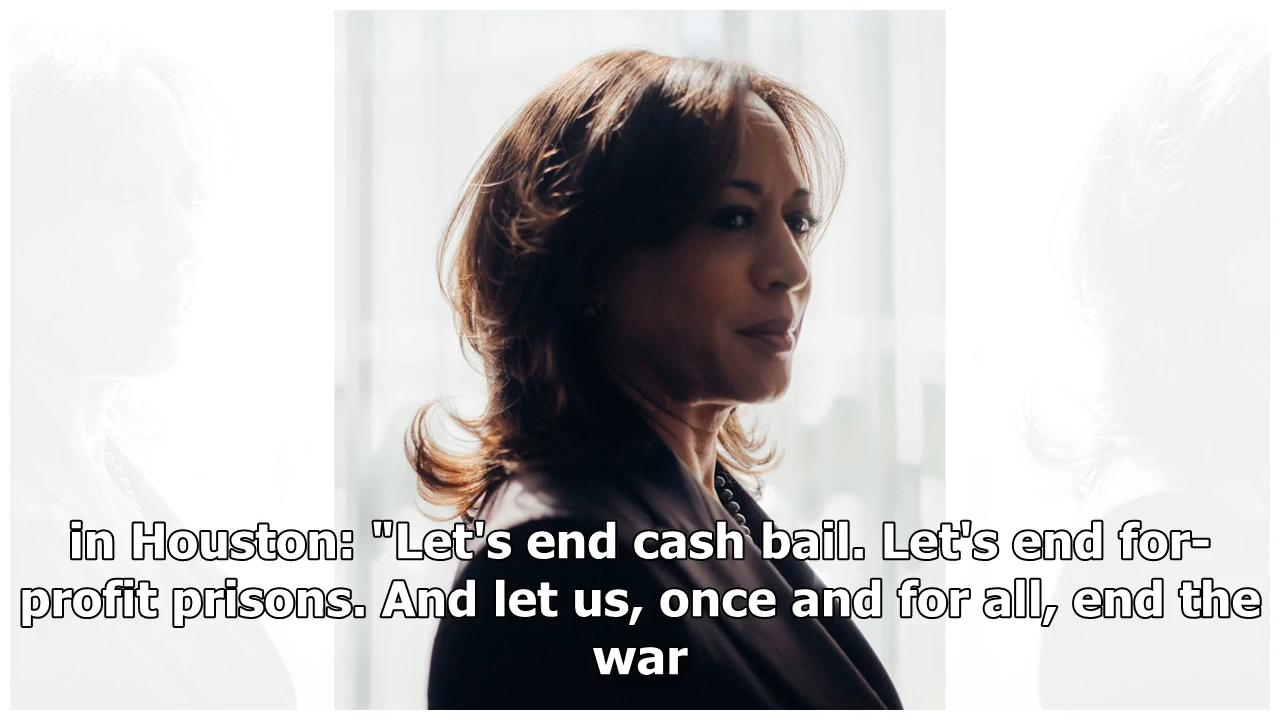 in Houston: "Let's end cash bail. Let's end for-
profit prisons. And let us, once and for all, end the
war